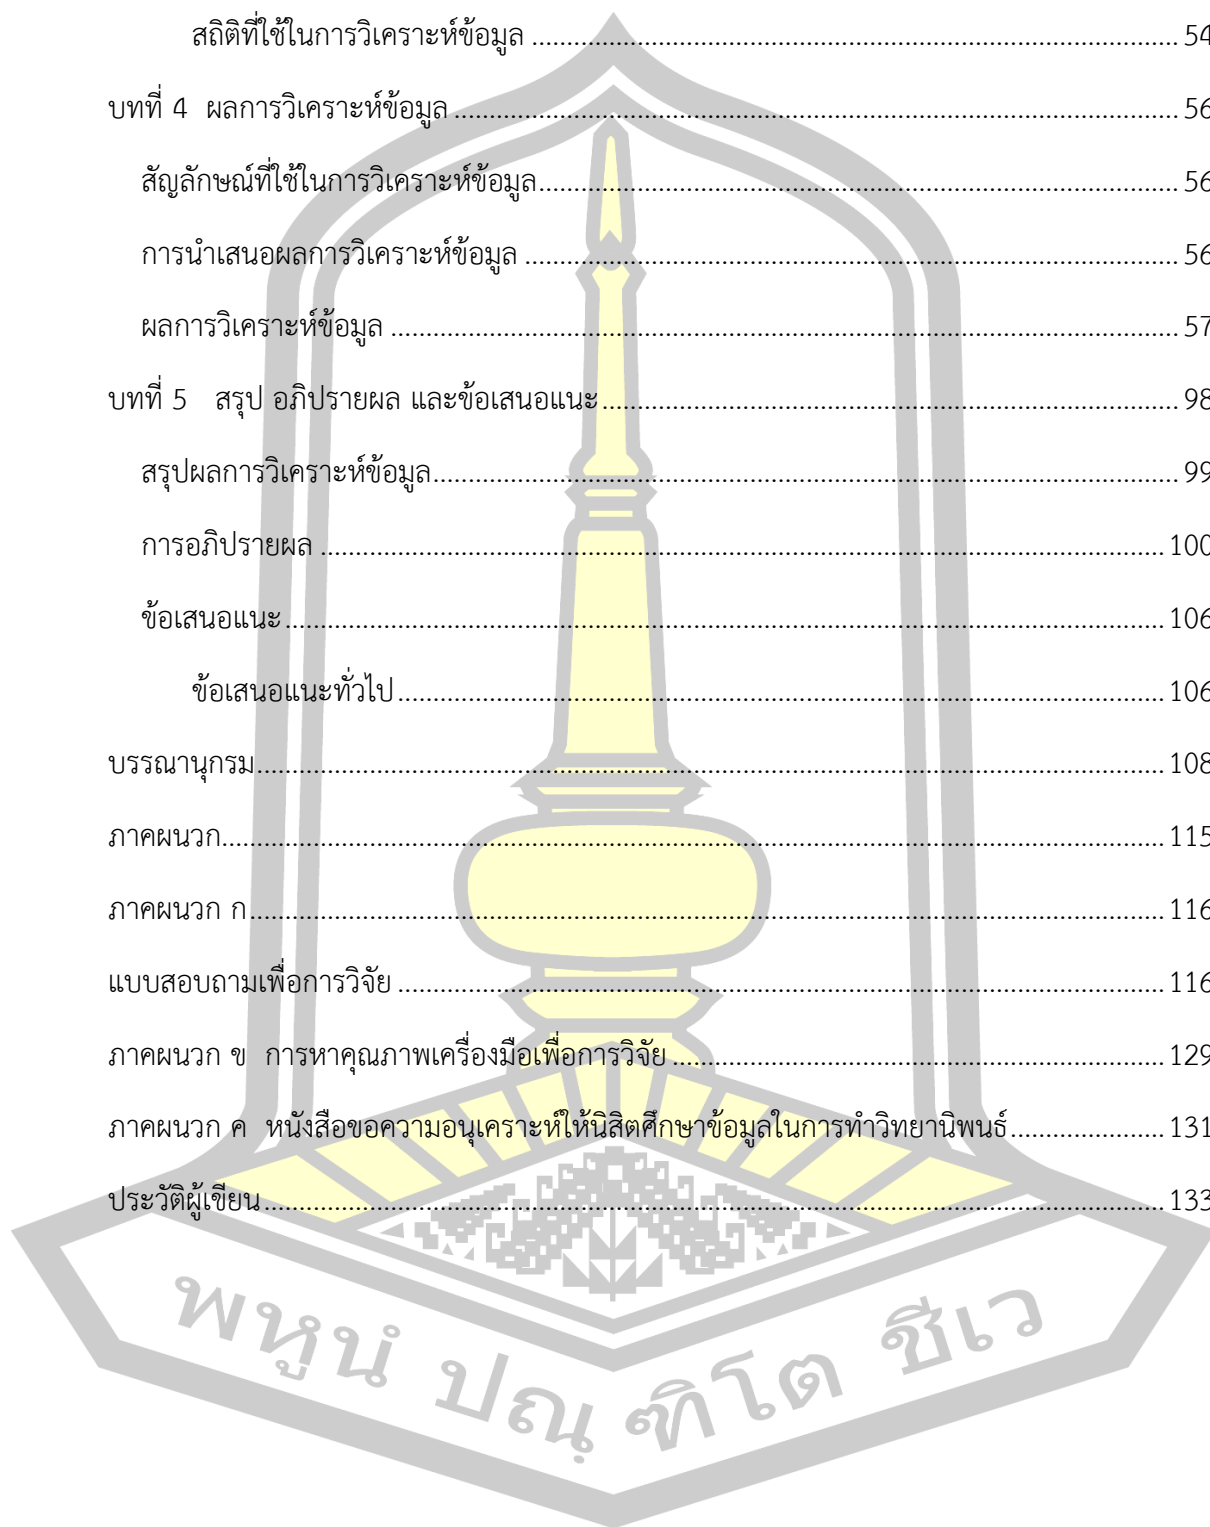 สถิติที่ใช้ในการวิเคราะห์ข้อมูล ........................................................................................... 54
บทที่ 4  ผลการวิเคราะห์ข้อมูล ...................................................................................................... 56
สัญลักษณ์ที่ใช้ในการวิเคราะห์ข้อมูล........................................................................................... 56
การนำเสนอผลการวิเคราะห์ข้อมูล ............................................................................................ 56
ผลการวิเคราะห์ข้อมูล ............................................................................................................... 57
บทที่ 5   สรุป อภิปรายผล และข้อเสนอแนะ................................................................................. 98
สรุปผลการวิเคราะห์ข้อมูล......................................................................................................... 99
การอภิปรายผล ....................................................................................................................... 100
ข้อเสนอแนะ............................................................................................................................ 106
ข้อเสนอแนะทั่วไป............................................................................................................. 106
บรรณานุกรม................................................................................................................................ 108
ภาคผนวก..................................................................................................................................... 115
ภาคผนวก ก................................................................................................................................. 116
แบบสอบถามเพื่อการวิจัย ............................................................................................................ 116
ภาคผนวก ข  การหาคุณภาพเครื่องมือเพื่อการวิจัย ...................................................................... 129
ภาคผนวก ค  หนังสือขอความอนุเคราะห์ให้นิสิตศึกษาข้อมูลในการทำวิทยานิพนธ์..................... 131
ประวัติผู้เขียน............................................................................................................................... 133
พหูนํ ปณฺฑิโต ชีเว